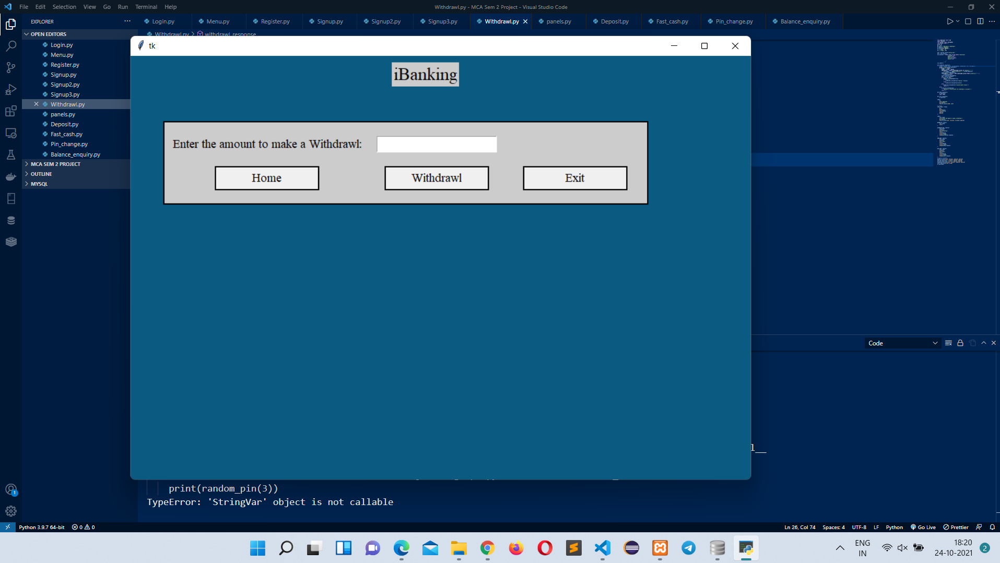 File Edit Selection View Go Run Terminal Help
Withdrawl.py - MCA Sem 2 Project - Visual Studio Code
EXPLORER
Login.py Menu.py Register.py Signup.py Signup2.py Signup3.py Withdrawl.py panels.py Deposit.py Fast_cash.py Pin_change.py Balance_enquiry.py
OPEN EDITORS
Withdrawl.py > withdrawl_response
Login.py
Menu.py
Register.py
Signup.py
Signup2.py
Signup3.py
Withdrawl.py
panels.py
Deposit.py
Fast_cash.py
Pin_change.py
Balance_enquiry.py
MCA SEM 2 PROJECT
OUTLINE
MYSQL
tk
iBanking
Enter the amount to make a Withdrawl:
Home
Withdrawl
Exit
Code
l__
print(random_pin(3))
TypeError: 'StringVar' object is not callable
1
Python 3.9.7 64-bit 0 0
Ln 26, Col 74 Spaces: 4 UTF-8 LF Python Go Live Prettier
ENG
IN
18:20
24-10-2021
2